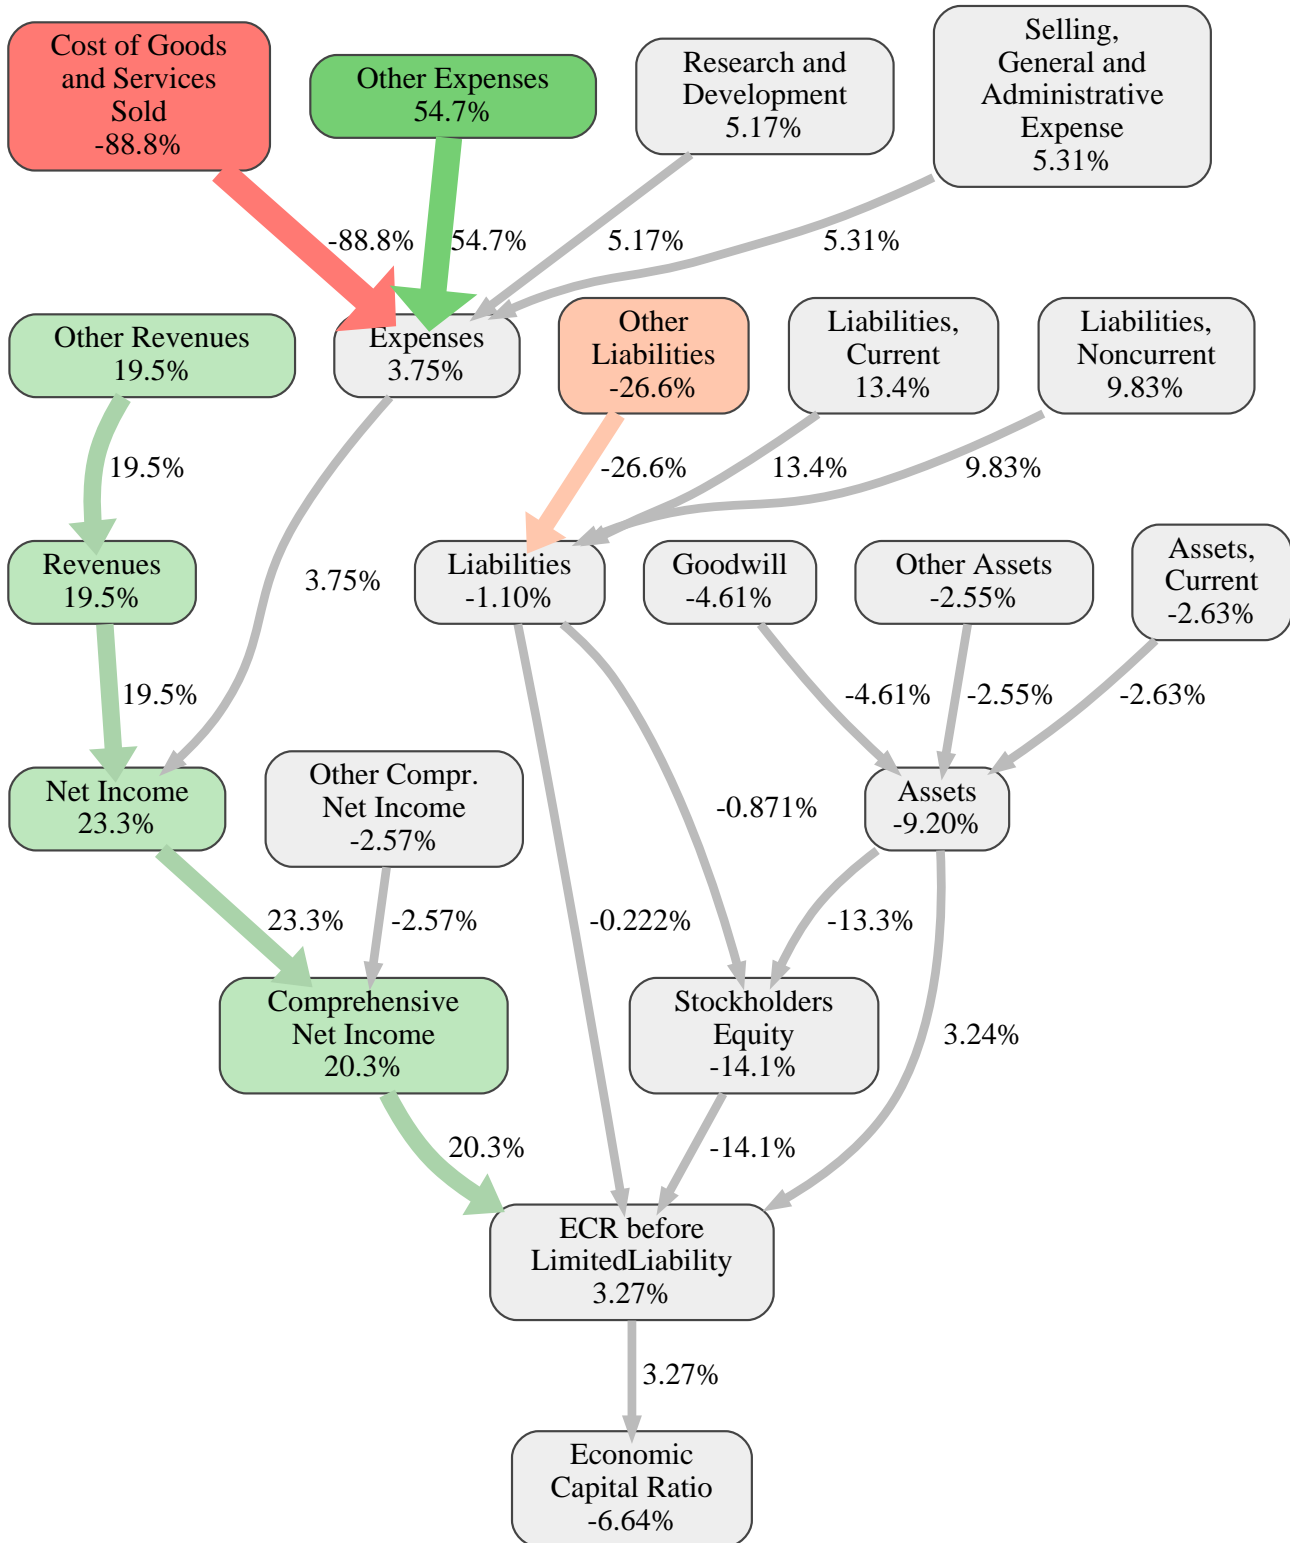 Cost of Goods
and Services
Sold
-88.8%
Other Expenses
54.7%
Research and
Development
5.17%
Selling,
General and
Administrative
Expense
5.31%
-88.8%
54.7%
5.17%
5.31%
Other Revenues
19.5%
Expenses
3.75%
Other
Liabilities
-26.6%
Liabilities,
Current
13.4%
Liabilities,
Noncurrent
9.83%
19.5%
-26.6%
13.4%
9.83%
Revenues
19.5%
3.75%
Liabilities
-1.10%
Goodwill
-4.61%
Other Assets
-2.55%
Assets,
Current
-2.63%
19.5%
-4.61%
-2.55%
-2.63%
Net Income
23.3%
Other Compr.
Net Income
-2.57%
-0.871%
Assets
-9.20%
23.3%
-2.57%
-0.222%
-13.3%
Comprehensive
Net Income
20.3%
Stockholders
Equity
-14.1%
3.24%
20.3%
-14.1%
ECR before
LimitedLiability
3.27%
3.27%
Economic
Capital Ratio
-6.64%